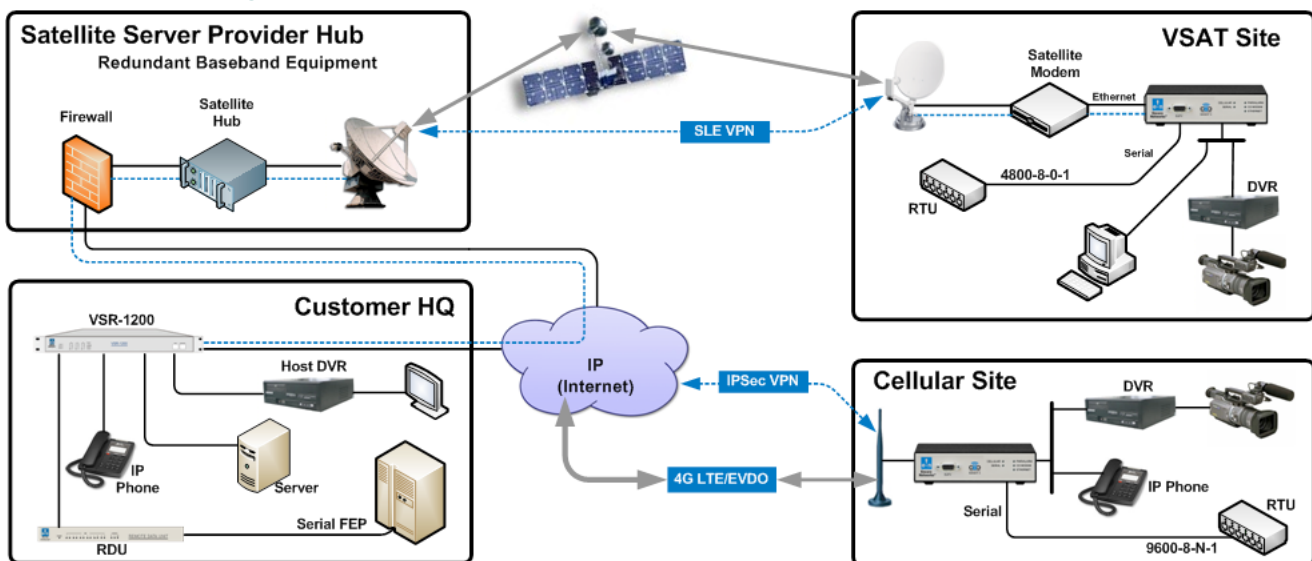 Satellite Server Provider Hub
Redundant Baseband Equipment
Firewall
Satellite
Hub
SLE VPN
VSAT Site
Satellite
Modem
Ethernet
Serial
4800-8-0-1
RTU
DVR
Customer HQ
VSR-1200
Host DVR
IP
Phone
Server
Serial FEP
RDU
IP
(Internet)
IPSec VPN
4G LTE/EVDO
Cellular Site
DVR
IP Phone
Serial
RTU
9600-8-N-1